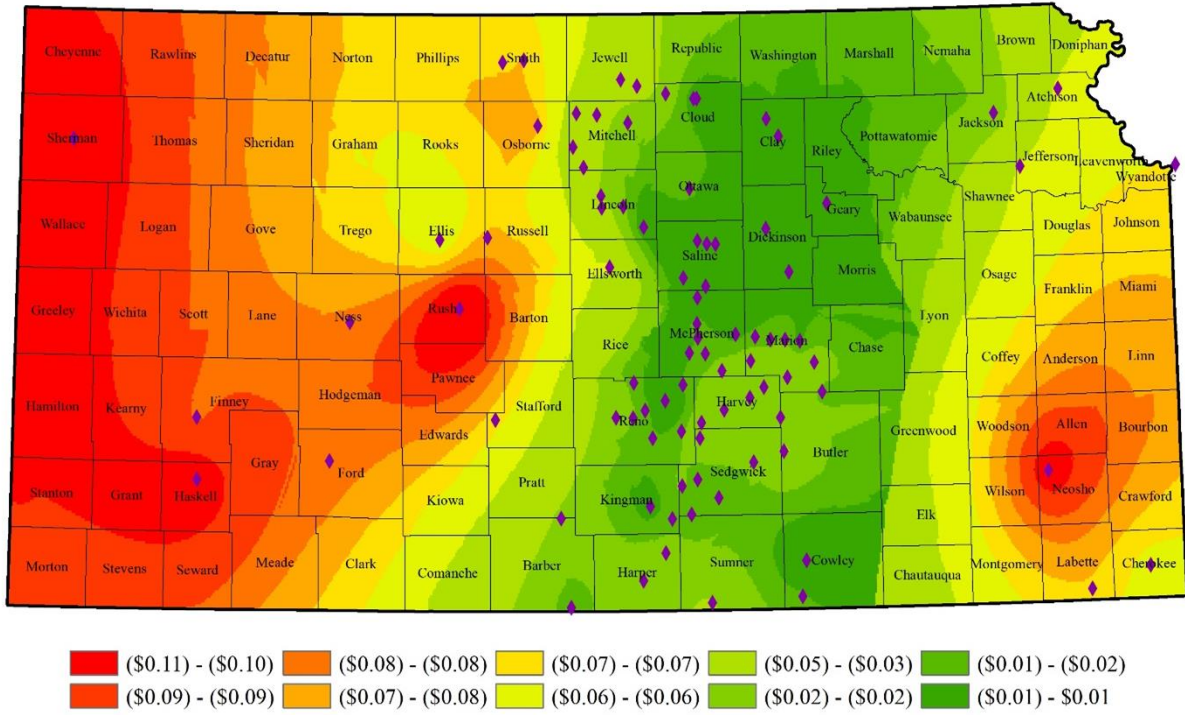 Cheyenne Rawlins Decatur Norton Phillips Smith Jewell Republic Washington Marshall Nemaha Brown Doniphan
Sherman Thomas Sheridan Graham Rooks Osborne Mitchell Cloud Clay Riley Pottawatomie Jackson Atchison
Jefferson Leavenworth Wyandotte
Wallace Logan Gove Trego Ellis Russell Lincoln Ottawa Geary Wabaunsee Shawnee Douglas Johnson
Ellsworth Saline Dickinson Morris Osage Franklin Miami
Greeley Wichita Scott Lane Ness Rush Barton Rice McPherson Marion Chase Lyon Coffey Anderson Linn
Hamilton Kearny Finney Hodgeman Pawnee Stafford Reno Harvey Greenwood Woodson Allen Bourbon
Edwards
Stanton Grant Haskell Gray Ford Kiowa Pratt Kingman Sedgwick Butler Elk Wilson Neosho Crawford
Morton Stevens Seward Meade Clark Comanche Barber Harper Sumner Cowley Chautauqua Montgomery Labette Cherokee
($0.11) - ($0.10) ($0.08) - ($0.08) ($0.07) - ($0.07) ($0.05) - ($0.03) ($0.01) - ($0.02)
($0.09) - ($0.09) ($0.07) - ($0.08) ($0.06) - ($0.06) ($0.02) - ($0.02) ($0.01) - $0.01